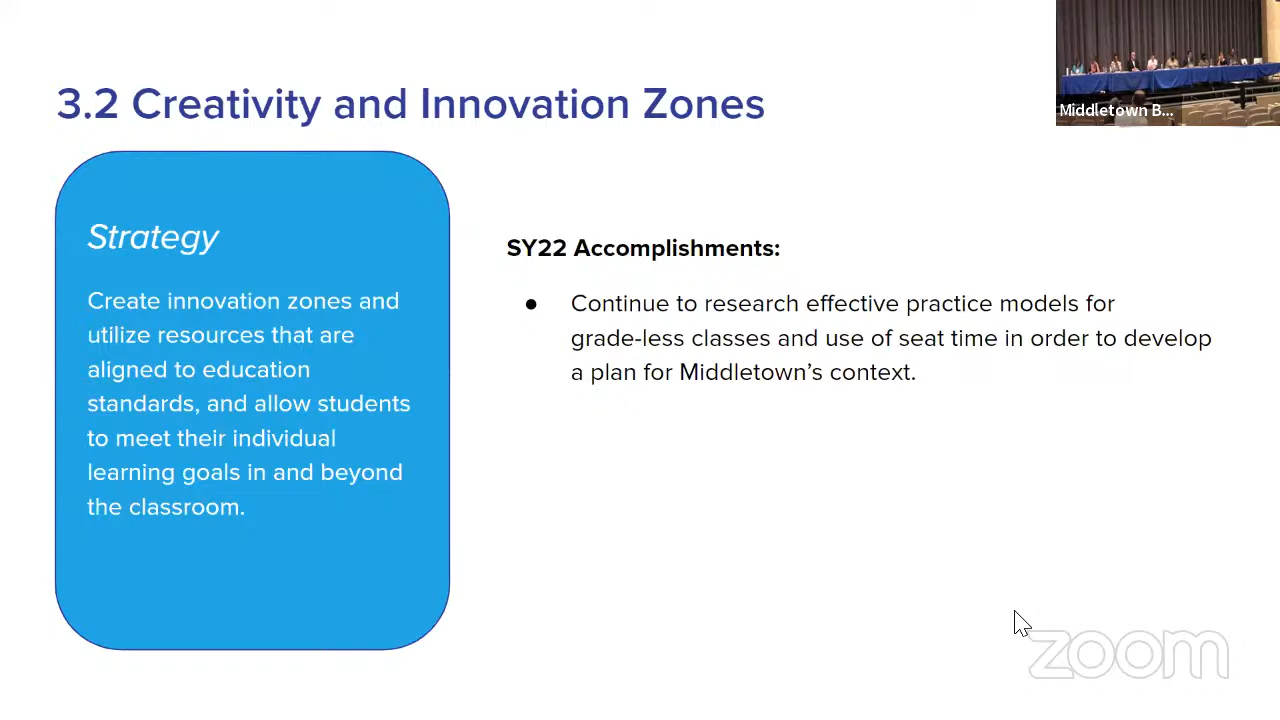 3.2 Creativity and Innovation Zones
Middletown B...
Strategy
Create innovation zones and
utilize resources that are
aligned to education
standards, and allow students
to meet their individual
learning goals in and beyond
the classroom.
SY22 Accomplishments:
● Continue to research effective practice models for
grade-less classes and use of seat time in order to develop
a plan for Middletown’s context.
zoom